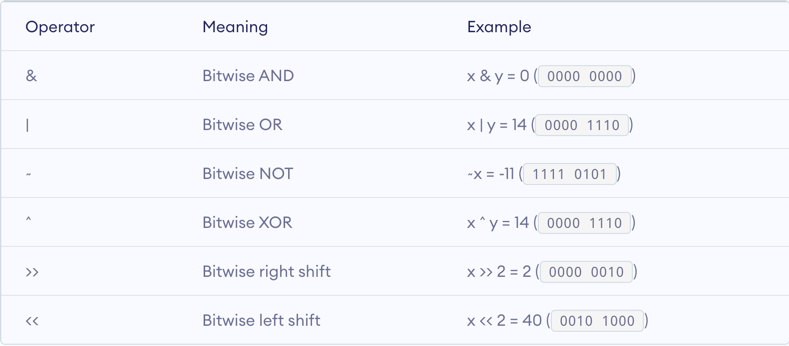 Operator Meaning Example
& Bitwise AND x & y = 0 (0000 0000)
| Bitwise OR x | y = 14 (0000 1110)
~ Bitwise NOT ~x = -11 (1111 0101)
^ Bitwise XOR x ^ y = 14 (0000 1110)
>> Bitwise right shift x >> 2 = 2 (0000 0010)
<< Bitwise left shift x << 2 = 40 (0010 1000)